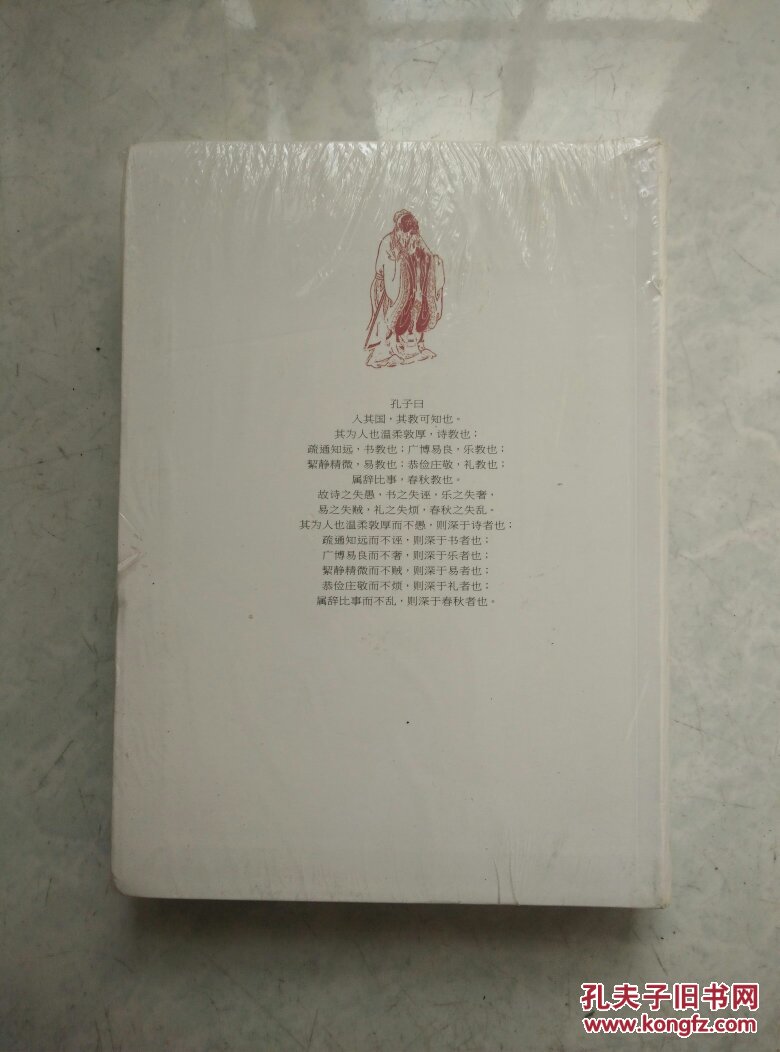 孔子曰
入其国，其教可知也。
其为人也温柔敦厚，诗教也；
疏通知远，书教也；广博易良，乐教也；
絜静精微，易教也；恭俭庄敬，礼教也；
属辞比事，春秋教也。
故诗之失愚，书之失诬，乐之失奢，
易之失贼，礼之失烦，春秋之失乱。
其为人也温柔敦厚而不愚，则深于诗者也；
疏通知远而不诬，则深于书者也；
广博易良而不奢，则深于乐者也；
絜静精微而不贼，则深于易者也；
恭俭庄敬而不烦，则深于礼者也；
属辞比事而不乱，则深于春秋者也。
孔夫子旧书网
www.kongfz.com